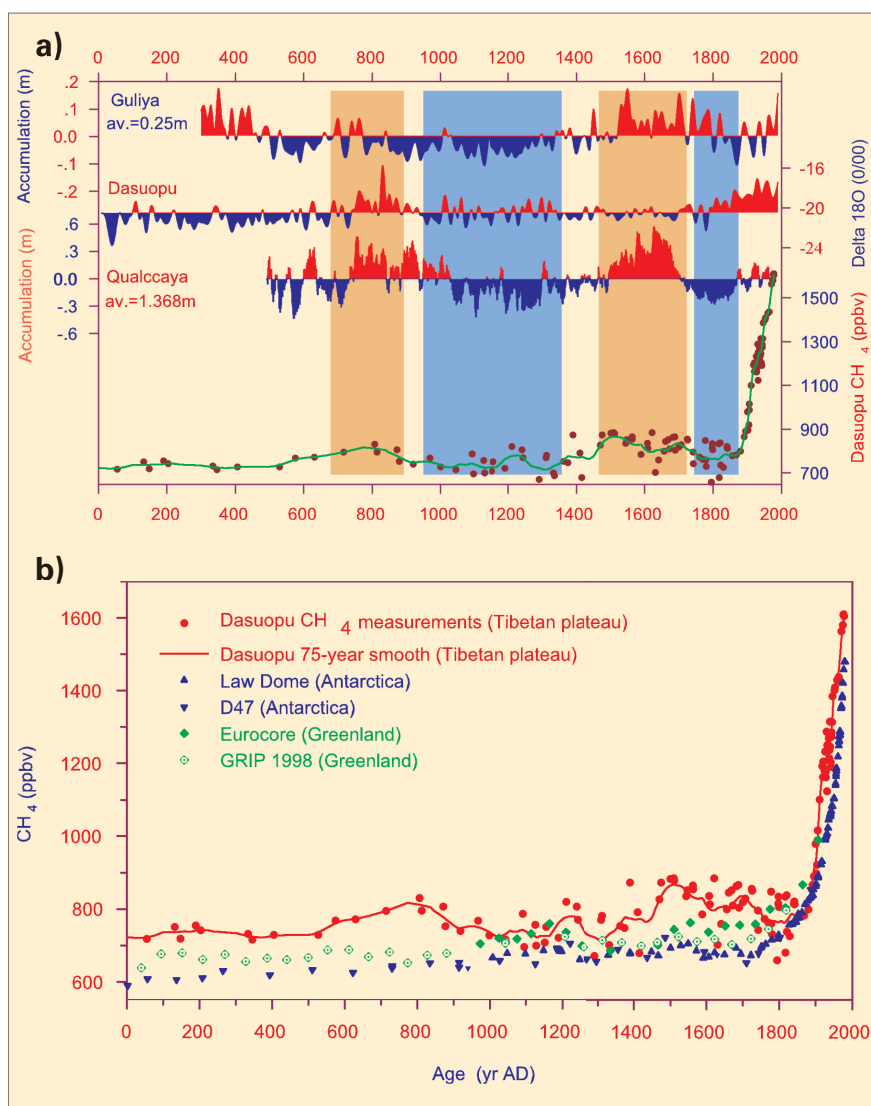 a)
0 200 400 600 800 1000 1200 1400 1600 1800 2000
Accumulation (m)
.2
.1
0.0
-.1
-.2
Guliya
av.=0.25m
Dasuopu
Accumulation (m)
.6
.3
0.0
-.3
-.6
Qualccaya
av.=1.368m
-16
-20
-24
Delta 18O (0/00)
1500
1300
1100
900
700
Dasuopu CH 4 (ppbv)
0 200 400 600 800 1000 1200 1400 1600 1800 2000
b)
CH 4 (ppbv)
1600
1400
1200
1000
800
600
Dasuopu CH 4 measurements (Tibetan plateau)
Dasuopu 75-year smooth (Tibetan plateau)
Law Dome (Antarctica)
D47 (Antarctica)
Eurocore (Greenland)
GRIP 1998 (Greenland)
0 200 400 600 800 1000 1200 1400 1600 1800 2000
Age (yr AD)